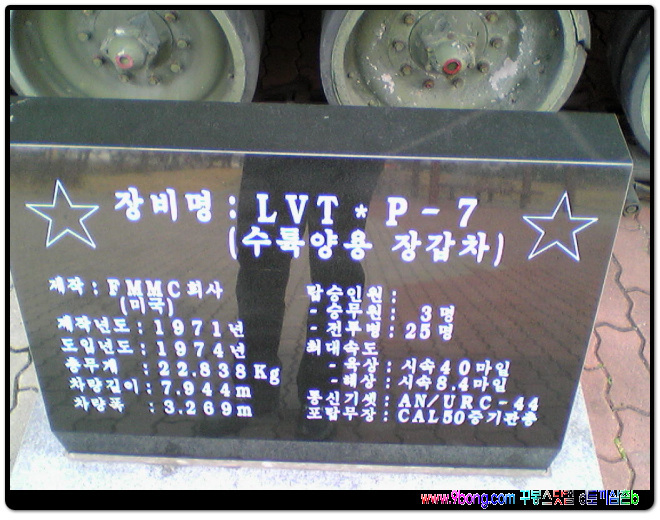 장비명 : LVT * P - 7
(수륙양용 장갑차)
제작 : FMMC회사
(미국)
제작년도 : 1971년
도입년도 : 1974년
총무게 : 22.838Kg
차량길이 : 7.944m
차량폭 : 3.269m
탑승인원 :
- 승무원 : 3명
- 전투병 : 25명
최대속도
- 육상 : 시속40마일
- 해상 : 시속8.4마일
통신기셋 : AN/URC-44
포탑무장 : CAL50중기관총
www.9bong.com